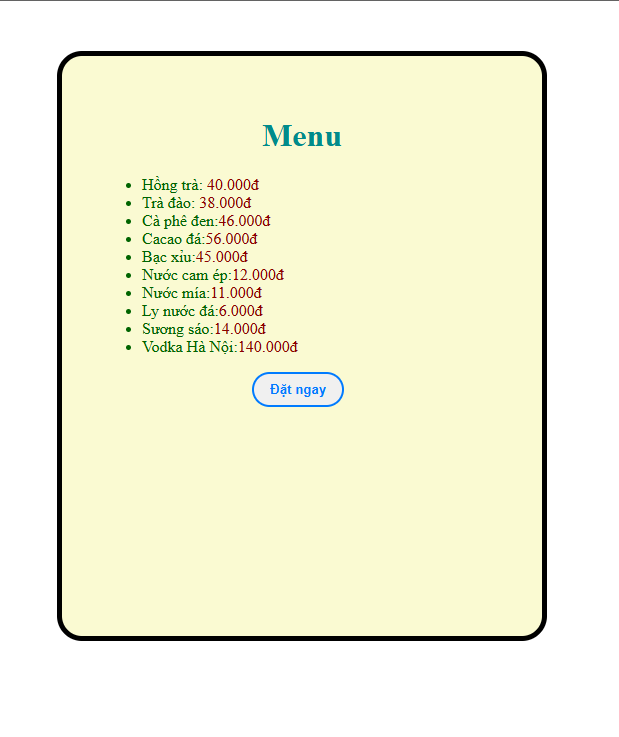 Menu
Hồng trà: 40.000đ
Trà đào: 38.000đ
Cà phê đen:46.000đ
Cacao đá:56.000đ
Bạc xỉu:45.000đ
Nước cam ép:12.000đ
Nước mía:11.000đ
Ly nước đá:6.000đ
Sương sáo:14.000đ
Vodka Hà Nội:140.000đ
Đặt ngay